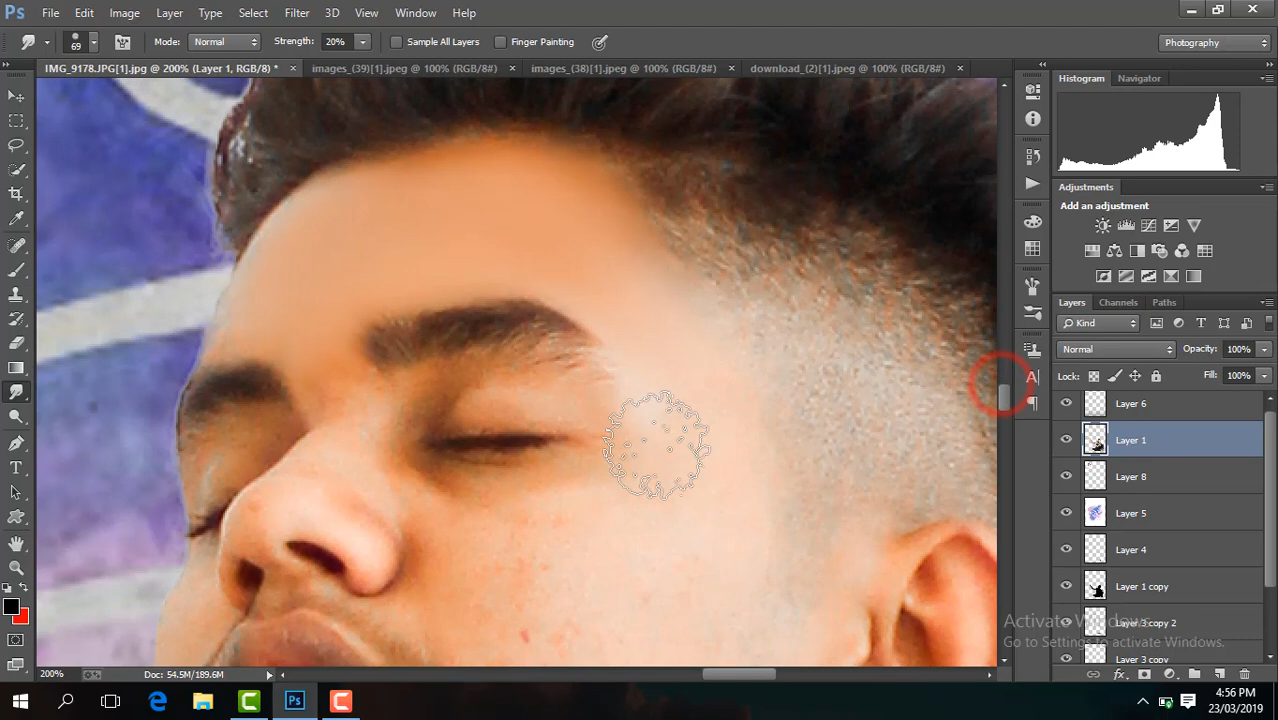 Ps File Edit Image Layer Type Select Filter 3D View Window Help
69 Mode: Normal Strength: 20% Sample All Layers Finger Painting Photography
IMG_9178.JPG[1].jpg @ 200% (Layer 1, RGB/8) * × images_(39)[1].jpeg @ 100% (RGB/8#) × images_(38)[1].jpeg @ 100% (RGB/8#) × download_(2)[1].jpeg @ 100% (RGB/8#) ×
Histogram Navigator
Adjustments
Add an adjustment
Layers Channels Paths
Kind
Normal Opacity: 100%
Lock: Fill: 100%
Layer 6
Layer 1
Layer 8
Layer 5
Layer 4
Layer 1 copy
Layer 3 copy 2
Layer 3 copy
Activate Windows
Go to Settings to activate Windows.
200% Doc: 54.5M/189.6M
4:56 PM
23/03/2019